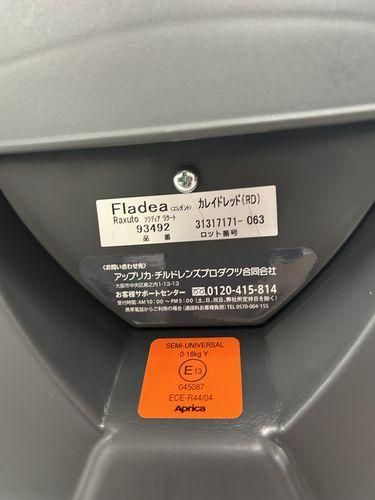 Fladea (エレガント) カレイドレッド(RD)
Raxuto フラディア ラクート
93492 31317171-063
品番 ロット番号
<お問い合わせ先>
アップリカ・チルドレンズプロダクツ合同会社
大阪市中央区島之内1-13-13
お客様サポートセンター 0120-415-814
受付時間:AM10:00~PM5:00 (土、日、祝日、弊社所定休日を除く)
携帯電話からご利用の場合(通話料お客様負担) TEL 0570-004-155
SEMI-UNIVERSAL
0-18kg Y
E13
045087
ECE-R44/04
Aprica